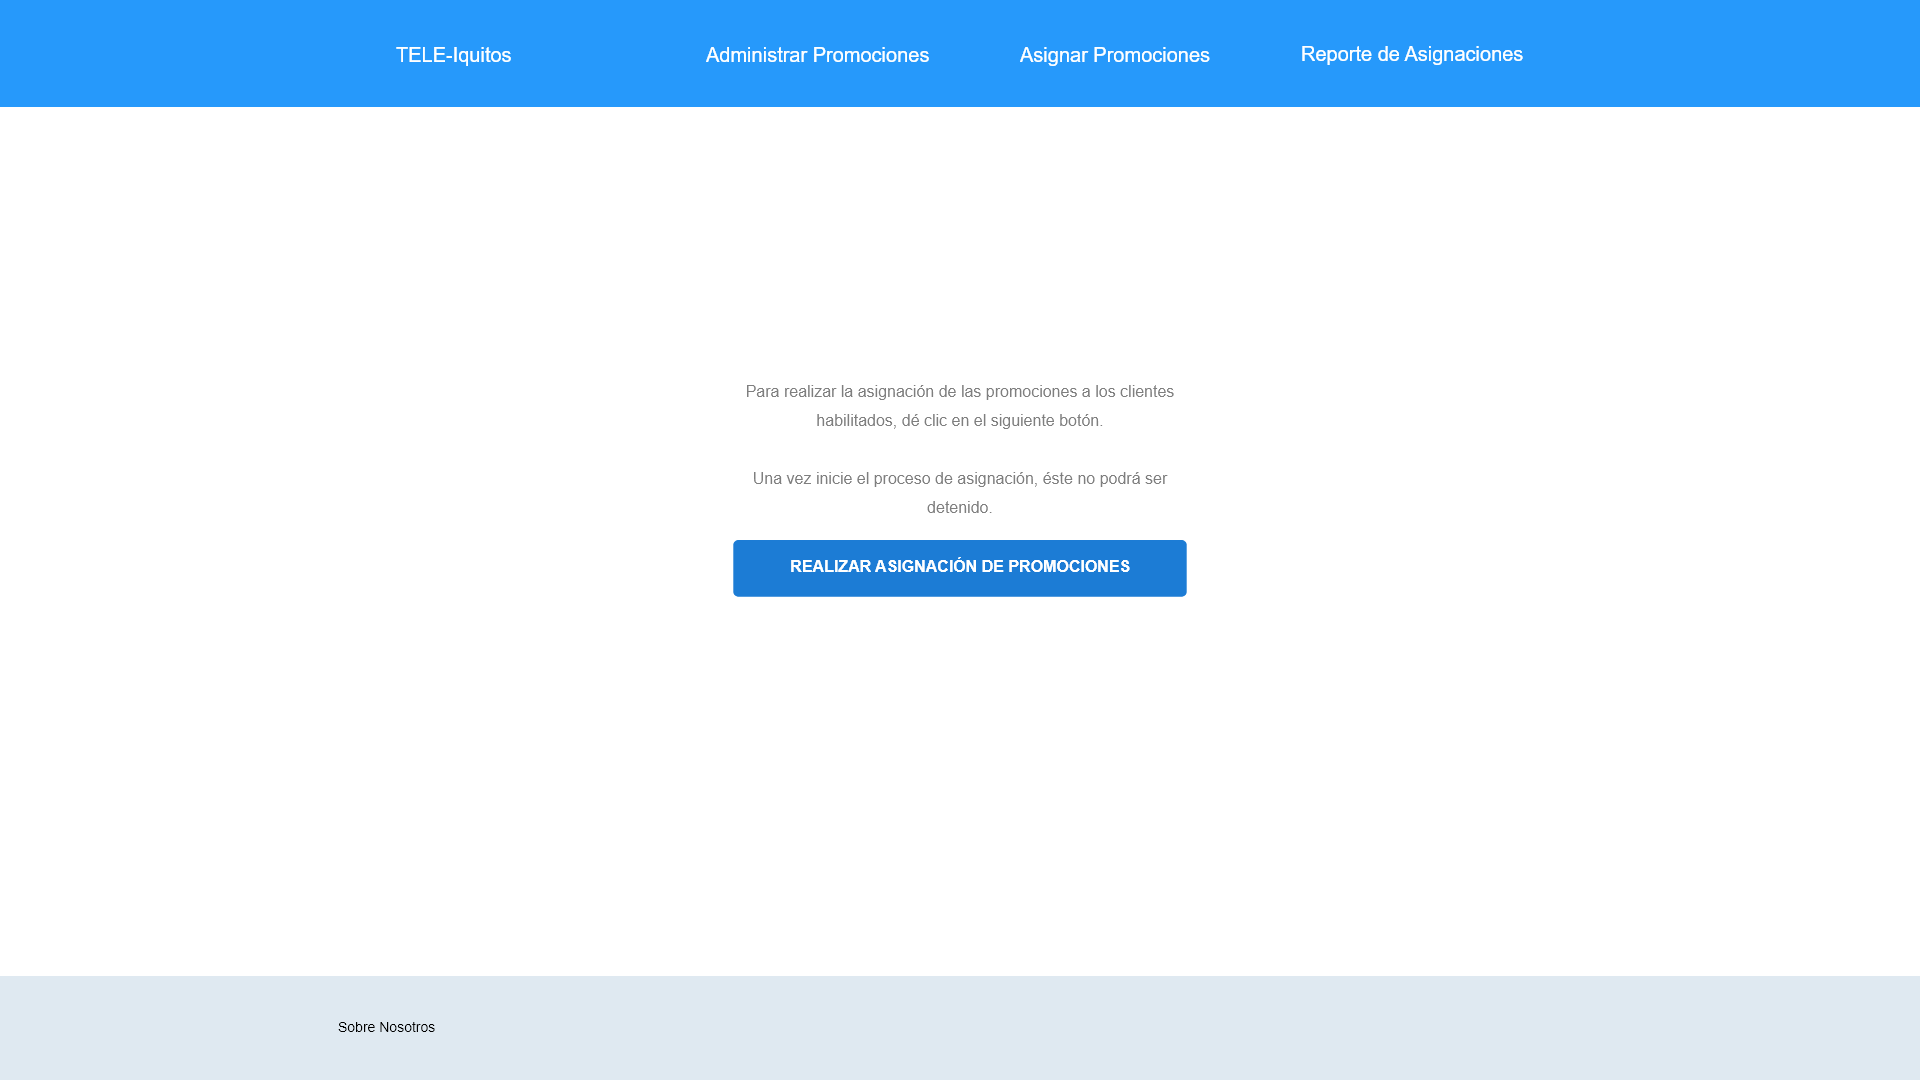 TELE-Iquitos
Administrar Promociones
Asignar Promociones
Reporte de Asignaciones
Para realizar la asignación de las promociones a los clientes
habilitados, dé clic en el siguiente botón.
Una vez inicie el proceso de asignación, éste no podrá ser
detenido.
REALIZAR ASIGNACIÓN DE PROMOCIONES
Sobre Nosotros